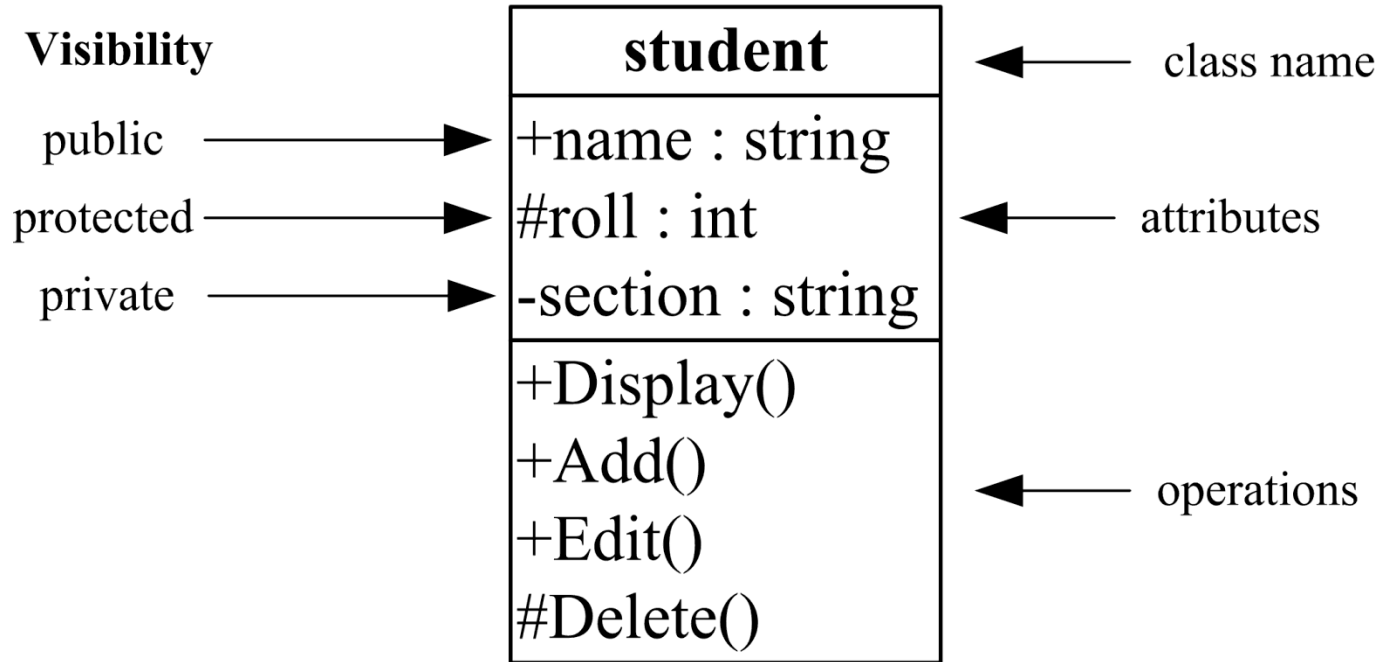 Visibility
public
protected
private
student
+name : string
#roll : int
-section : string
+Display()
+Add()
+Edit()
#Delete()
class name
attributes
operations